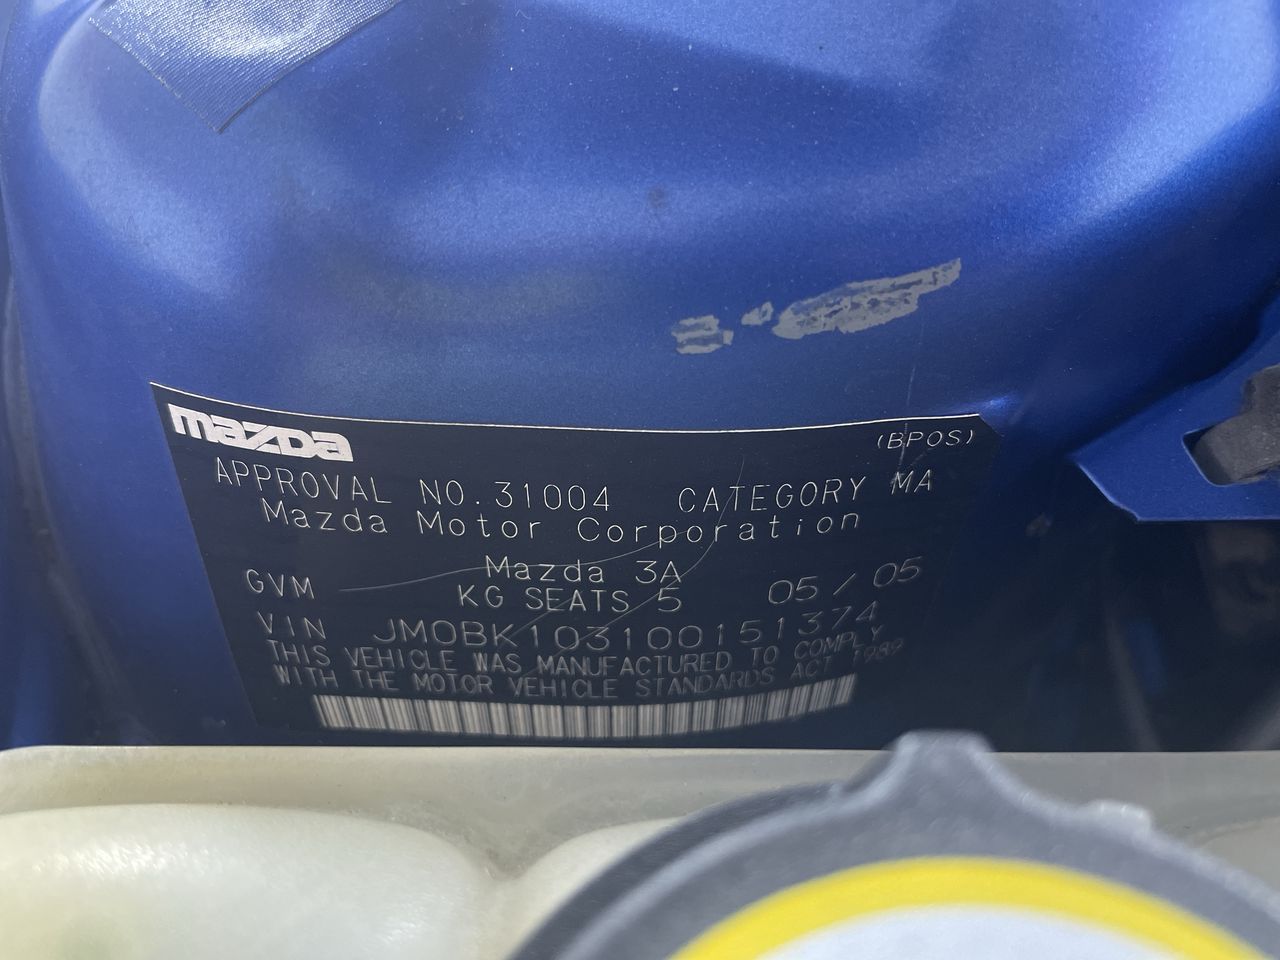 mazda
(BPOS)
APPROVAL NO.31004 CATEGORY MA
Mazda Motor Corporation
Mazda 3A
GVM KG SEATS 5 05/05
VIN JM0BK103100151374
THIS VEHICLE WAS MANUFACTURED TO COMPLY
WITH THE MOTOR VEHICLE STANDARDS ACT 1989